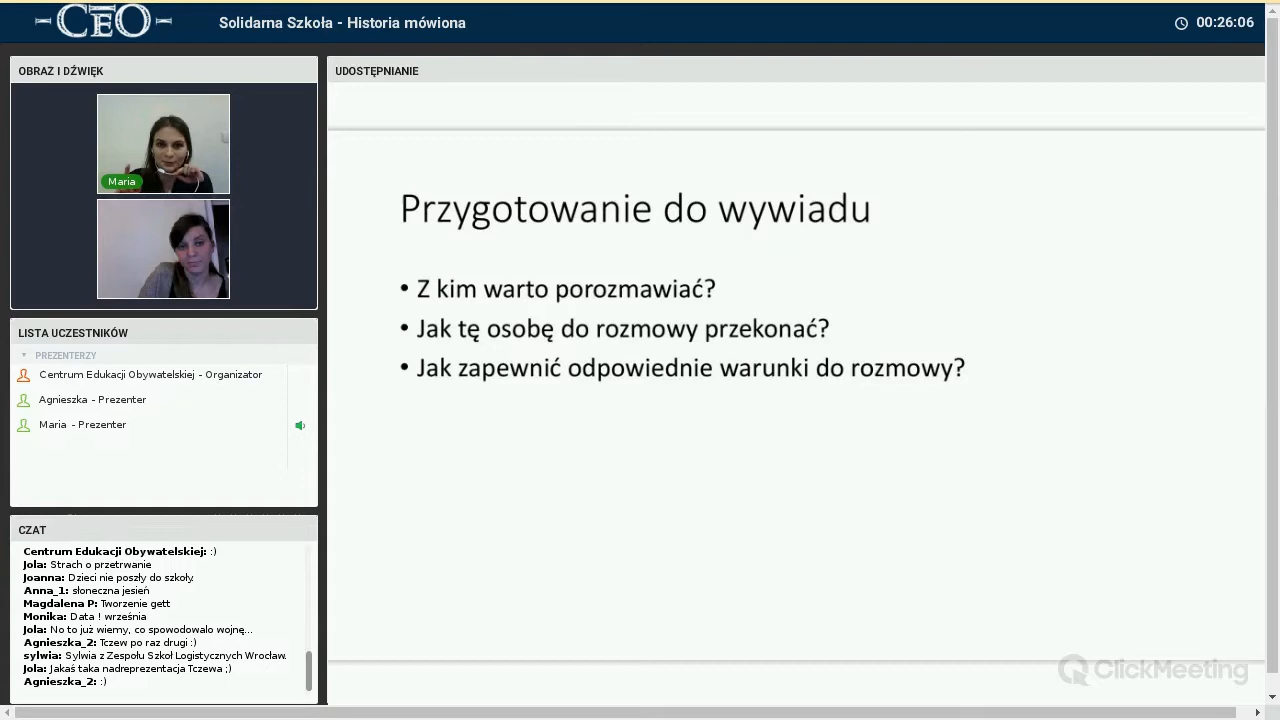 CEO
Solidarna Szkoła - Historia mówiona
00:26:06
OBRAZ I DŹWIĘK
Maria
LISTA UCZESTNIKÓW
PREZENTERZY
Centrum Edukacji Obywatelskiej - Organizator
Agnieszka - Prezenter
Maria - Prezenter
CZAT
Centrum Edukacji Obywatelskiej: :)
Jola: Strach o przetrwanie
Joanna: Dzieci nie poszły do szkoły.
Anna_1: słoneczna jesień
Magdalena P: Tworzenie gett
Monika: Data ! września
Jola: No to już wiemy, co spowodowalo wojnę...
Agnieszka_2: Tczew po raz drugi :)
sylwia: Sylwia z Zespołu Szkoł Logistycznych Wrocław.
Jola: Jakaś taka nadreprezentacja Tczewa ;)
Agnieszka_2: :)
UDOSTĘPNIANIE
Przygotowanie do wywiadu
• Z kim warto porozmawiać?
• Jak tę osobę do rozmowy przekonać?
• Jak zapewnić odpowiednie warunki do rozmowy?
ClickMeeting